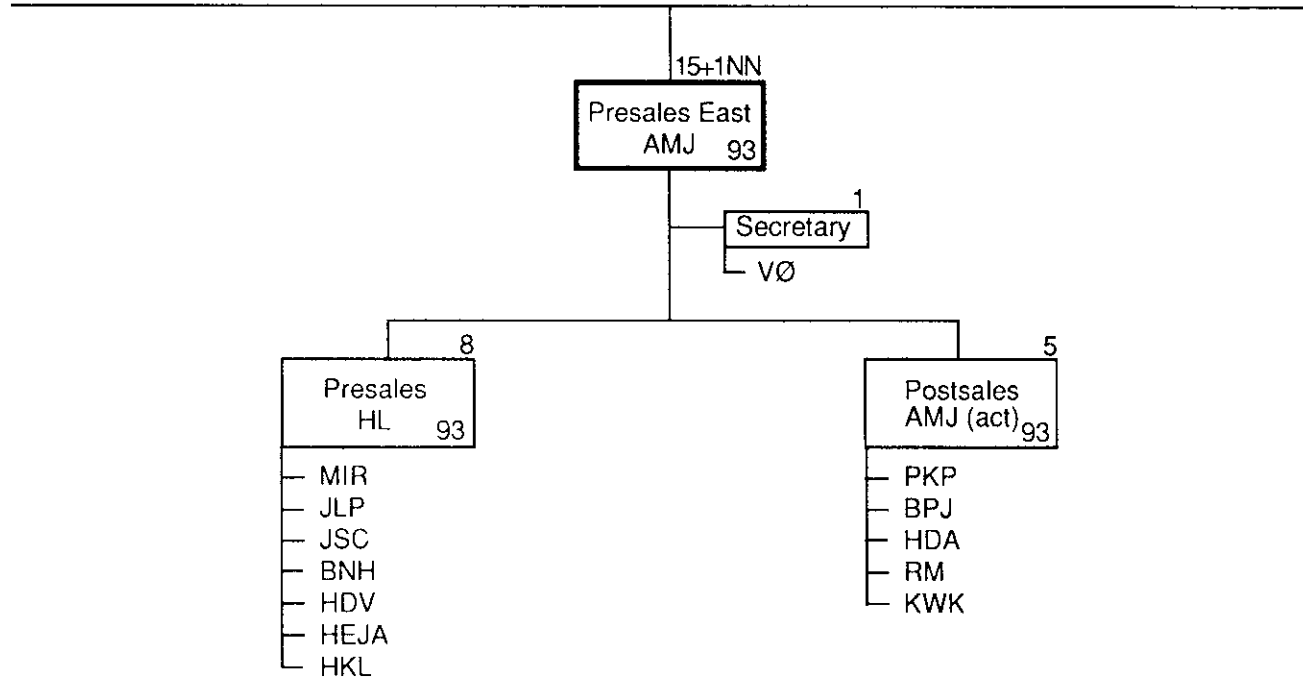 15+1NN
Presales East
AMJ 93
1
Secretary
VØ
8
Presales
HL 93
MIR
JLP
JSC
BNH
HDV
HEJA
HKL
5
Postsales
AMJ (act) 93
PKP
BPJ
HDA
RM
KWK